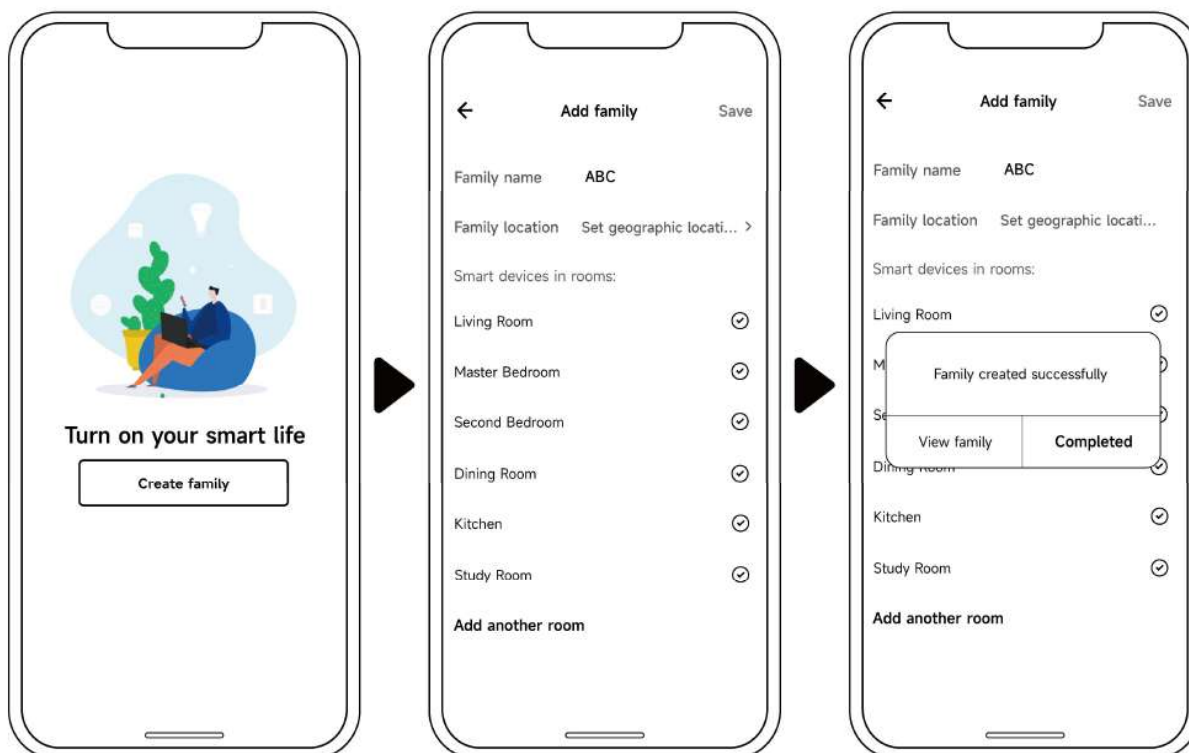 Turn on your smart life
Create family
Add family
Save
Family name ABC
Family location Set geographic locati... >
Smart devices in rooms:
Living Room
Master Bedroom
Second Bedroom
Dining Room
Kitchen
Study Room
Add another room
Add family
Save
Family name ABC
Family location Set geographic locati...
Smart devices in rooms:
Living Room
Family created successfully
View family
Completed
Kitchen
Study Room
Add another room